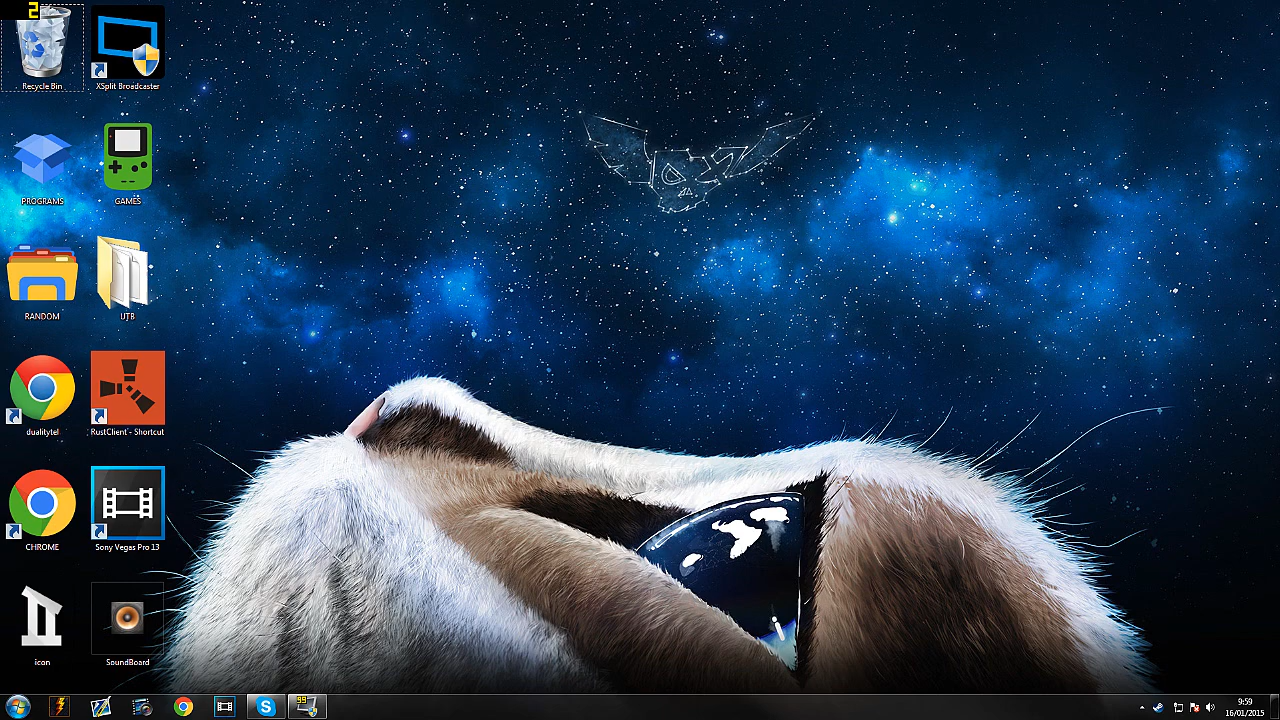 2
Recycle Bin
XSplit Broadcaster
PROGRAMS
GAMES
RANDOM
UTB
dualitytel
RustClient - Shortcut
CHROME
Sony Vegas Pro 13
icon
SoundBoard
99
9:59
16/01/2015